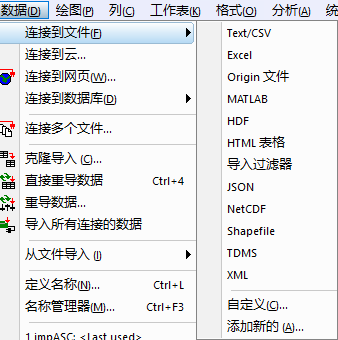 数据(D) 绘图(P) 列(C) 工作表(K) 格式(O) 分析(A) 统
连接到文件(F)
连接到云...
连接到网页(W)...
连接到数据库(D)
连接多个文件...
克隆导入 (C)...
直接重导数据 Ctrl+4
重导数据...
导入所有连接的数据
从文件导入 (I)
定义名称(N)... Ctrl+L
名称管理器(M)... Ctrl+F3
1 impASC: <last used>
Text/CSV
Excel
Origin 文件
MATLAB
HDF
HTML 表格
导入过滤器
JSON
NetCDF
Shapefile
TDMS
XML
自定义(C)...
添加新的 (A)...